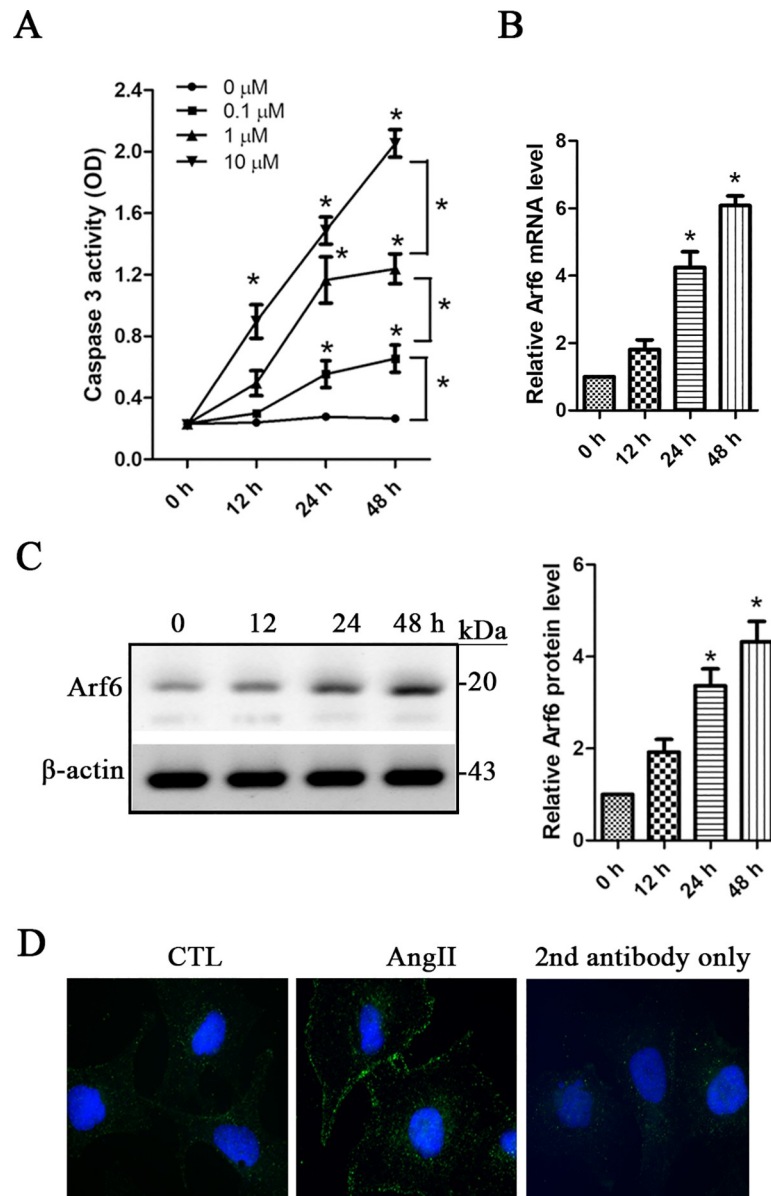 A
Caspase 3 activity (OD)
0 μM
0.1 μM
1 μM
10 μM
2.4
2.0
1.6
1.2
0.8
0.4
0.0
* * * * * * * *
*
*
*
0 h 12 h 24 h 48 h
B
Relative Arf6 mRNA level
8
6
4
2
0
* *
0 h 12 h 24 h 48 h
C
0 12 24 48 h kDa
Arf6 -20
β-actin -43
Relative Arf6 protein level
6
4
2
0
* *
0 h 12 h 24 h 48 h
D
CTL AngII 2nd antibody only